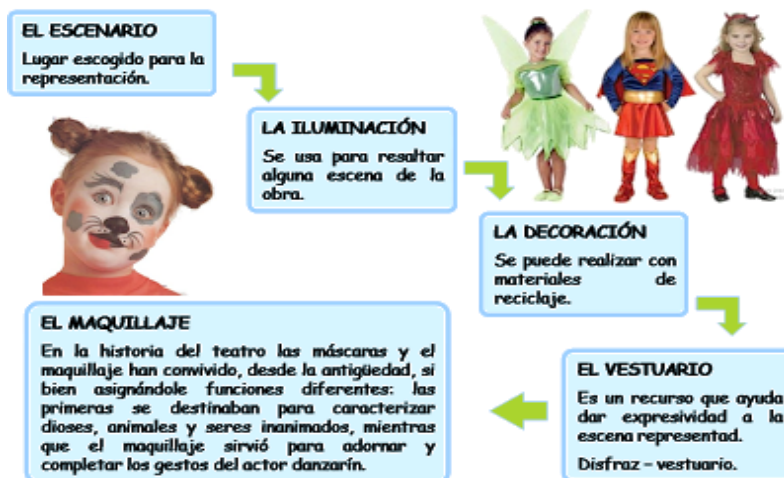 EL ESCENARIO
Lugar escogido para la
representación.
LA ILUMINACIÓN
Se usa para resaltar
alguna escena de la
obra.
LA DECORACIÓN
Se puede realizar con
materiales de
reciclaje.
EL VESTUARIO
Es un recurso que ayuda
dar expresividad a la
escena representad.
Disfraz – vestuario.
EL MAQUILLAJE
En la historia del teatro las máscaras y el
maquillaje han convivido, desde la antigüedad, si
bien asignándole funciones diferentes: las
primeras se destinaban para caracterizar
dioses, animales y seres inanimados, mientras
que el maquillaje sirvió para adornar y
completar los gestos del actor danzarín.